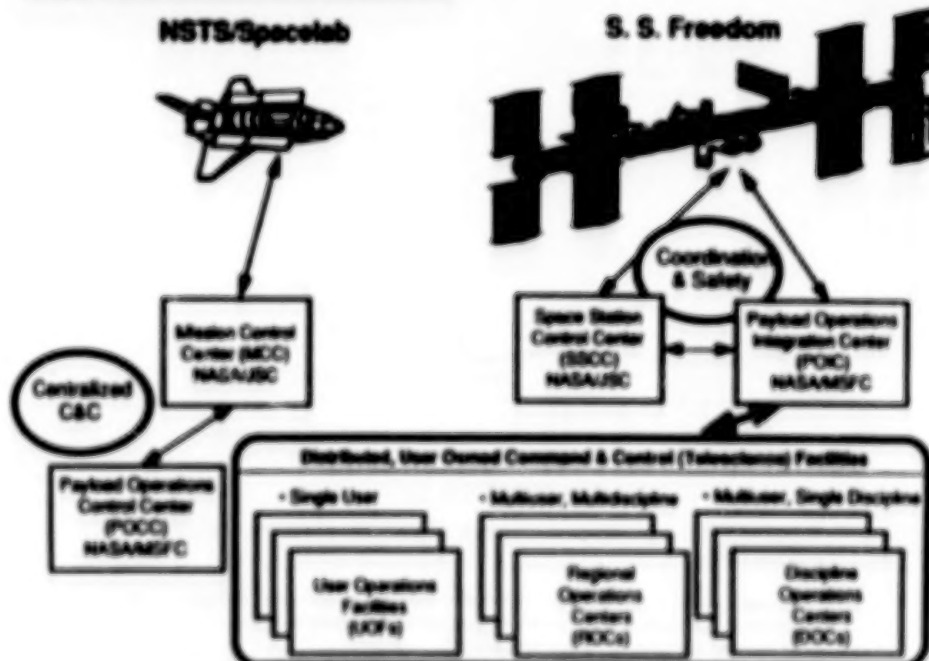 NSTS/Spacelab
S. S. Freedom
Coordination
& Safety
Mission Control
Center (MCC)
NASA/JSC
Space Station
Control Center
(SSCC)
NASA/JSC
Payload Operations
Integration Center
(POIC)
NASA/MSFC
Centralized
C&C
Payload Operations
Control Center
(POCC)
NASA/MSFC
Distributed, User Owned Command & Control (Telescience) Facilities
• Single User
• Multiuser, Multidiscipline
• Multiuser, Single Discipline
User Operations
Facilities
(UOFs)
Regional
Operations
Centers
(ROCs)
Discipline
Operations
Centers
(DOCs)